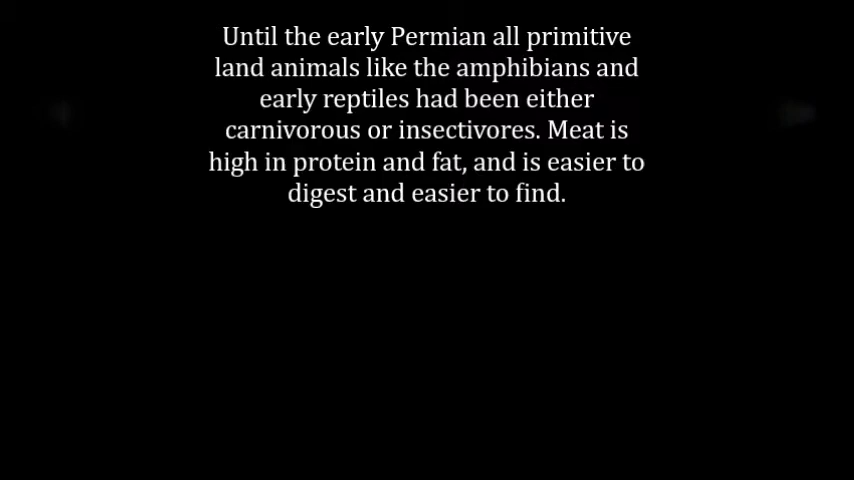 Until the early Permian all primitive
land animals like the amphibians and
early reptiles had been either
carnivorous or insectivores. Meat is
high in protein and fat, and is easier to
digest and easier to find.